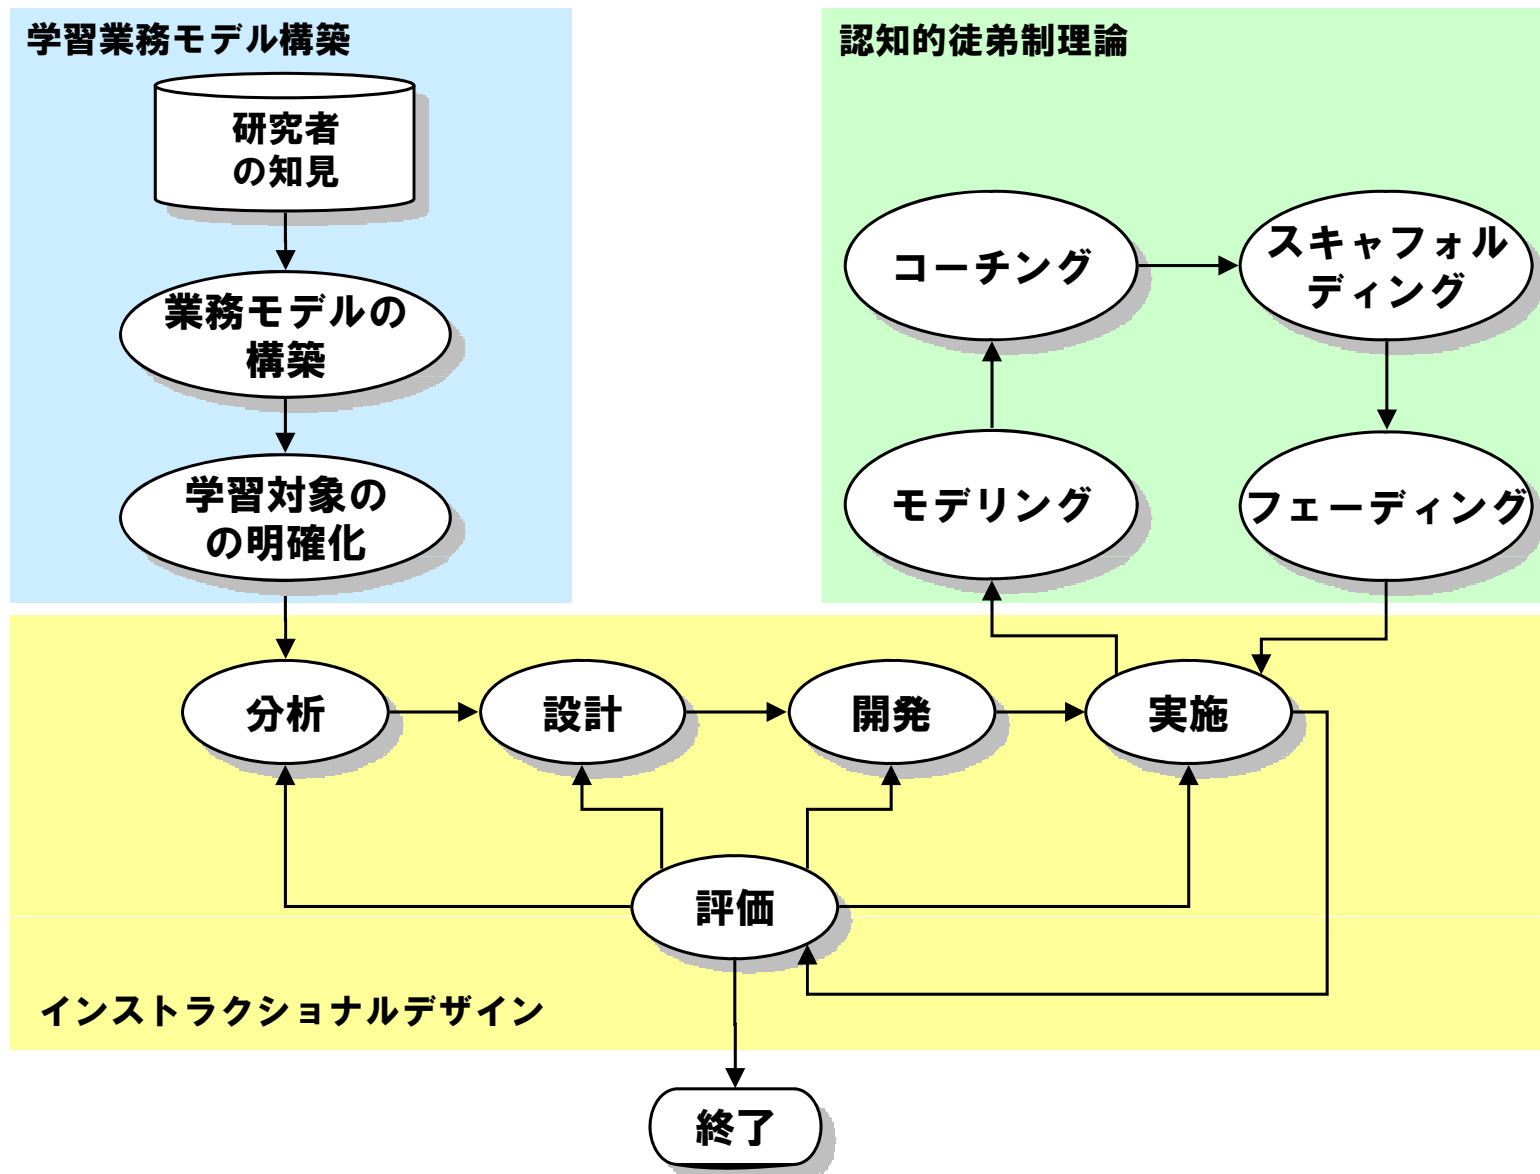 学習業務モデル構築
研究者
の知見
業務モデルの
構築
学習対象の
の明確化
認知的徒弟制理論
コーチング
スキャフォル
ディング
モデリング
フェーディング
分析
設計
開発
実施
評価
インストラクショナルデザイン
終了